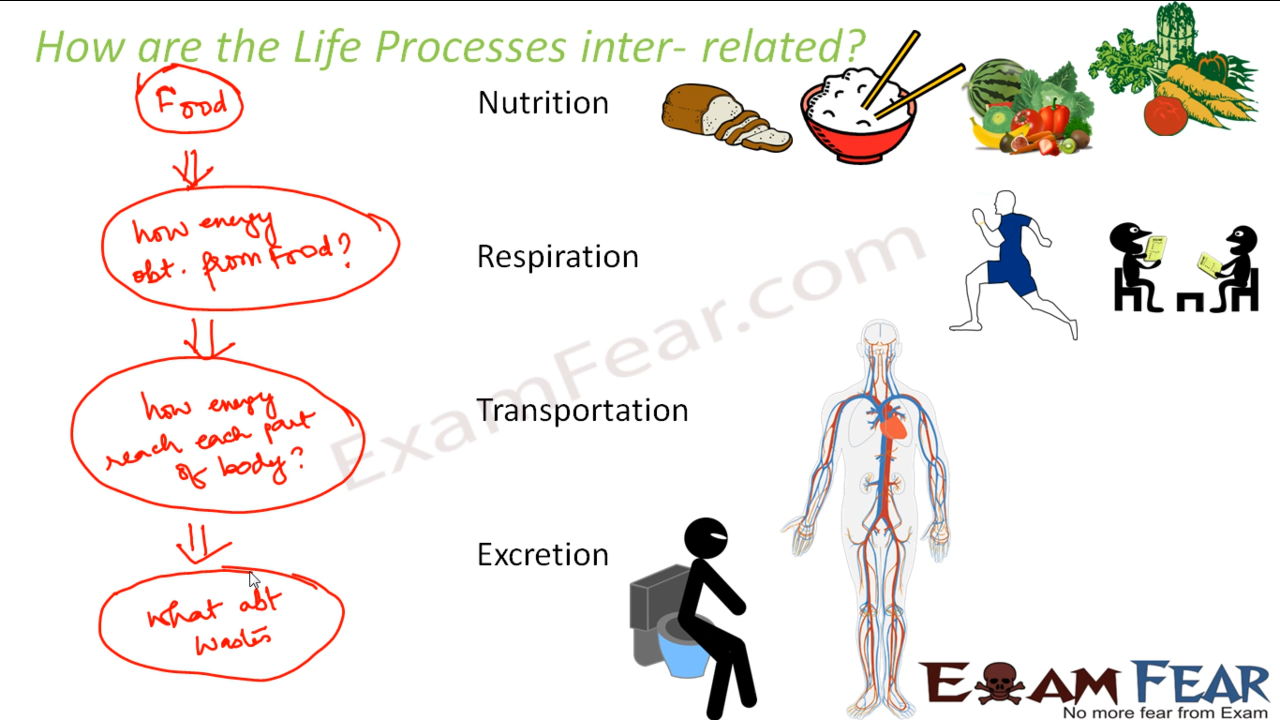 How are the Life Processes inter- related?
Food
Nutrition
how energy
obt. from Food?
Respiration
how energy
reach each part
of body?
Transportation
Excretion
what abt
wastes
ExamFear.com
EXAM FEAR
No more fear from Exam